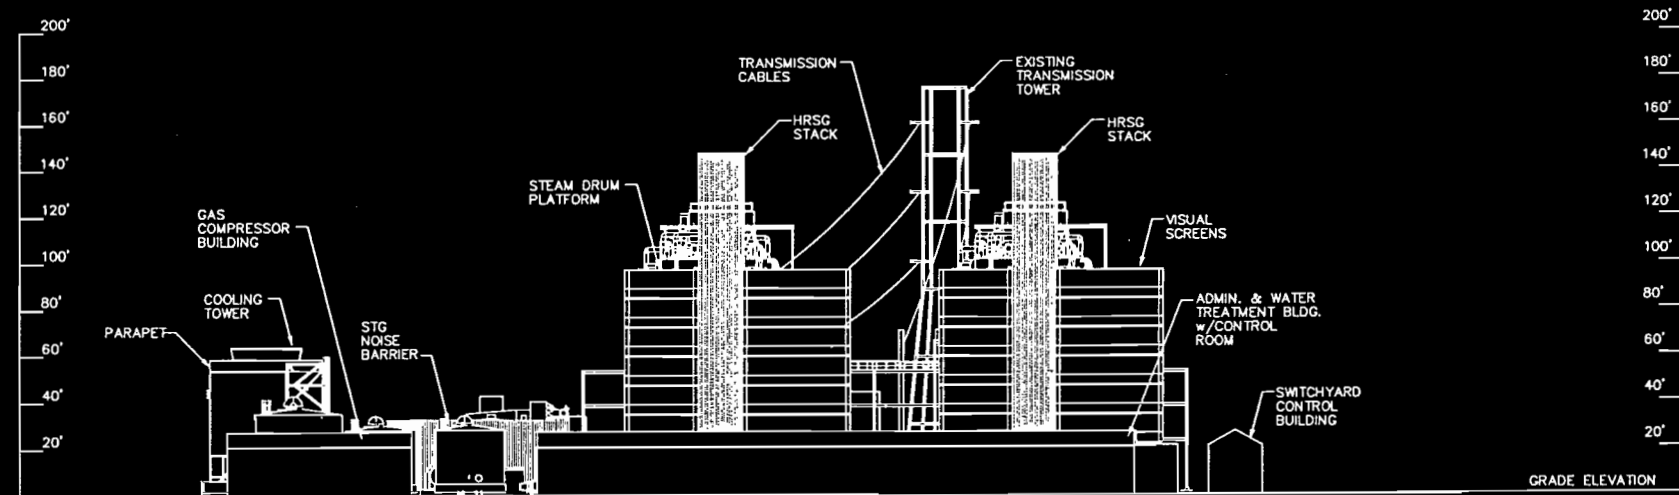 200'
180'
160'
140'
120'
100'
80'
60'
40'
20'
PARAPET
COOLING
TOWER
GAS
COMPRESSOR
BUILDING
STG
NOISE
BARRIER
STEAM DRUM
PLATFORM
TRANSMISSION
CABLES
HRSG
STACK
EXISTING
TRANSMISSION
TOWER
HRSG
STACK
VISUAL
SCREENS
ADMIN. & WATER
TREATMENT BLDG.
w/CONTROL
ROOM
SWITCHYARD
CONTROL
BUILDING
200'
180'
160'
140'
120'
100'
80'
60'
40'
20'
GRADE ELEVATION